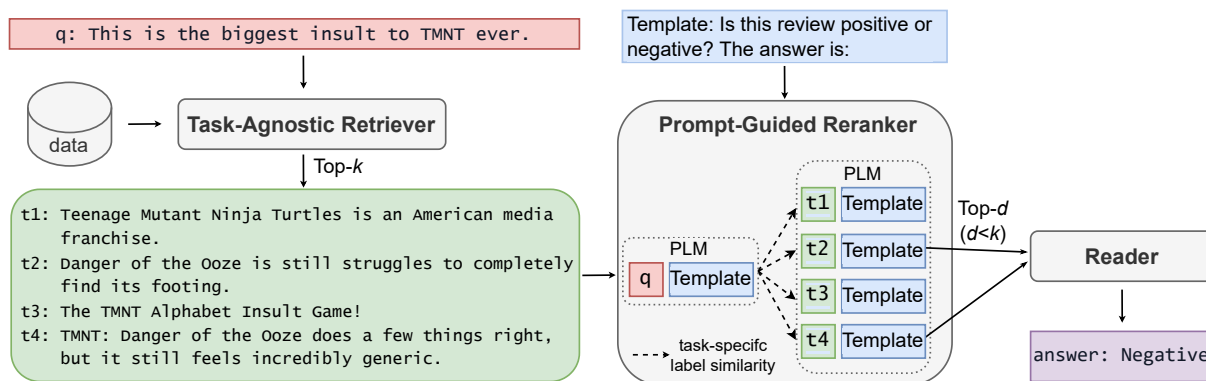 q: This is the biggest insult to TMNT ever.
data
Task-Agnostic Retriever
Top-k
t1: Teenage Mutant Ninja Turtles is an American media
franchise.
t2: Danger of the Ooze is still struggles to completely
find its footing.
t3: The TMNT Alphabet Insult Game!
t4: TMNT: Danger of the Ooze does a few things right,
but it still feels incredibly generic.
Template: Is this review positive or
negative? The answer is:
Prompt-Guided Reranker
PLM
q Template
PLM
t1 Template
t2 Template
t3 Template
t4 Template
task-specifc
label similarity
Top-d
(d<k)
Reader
answer: Negative